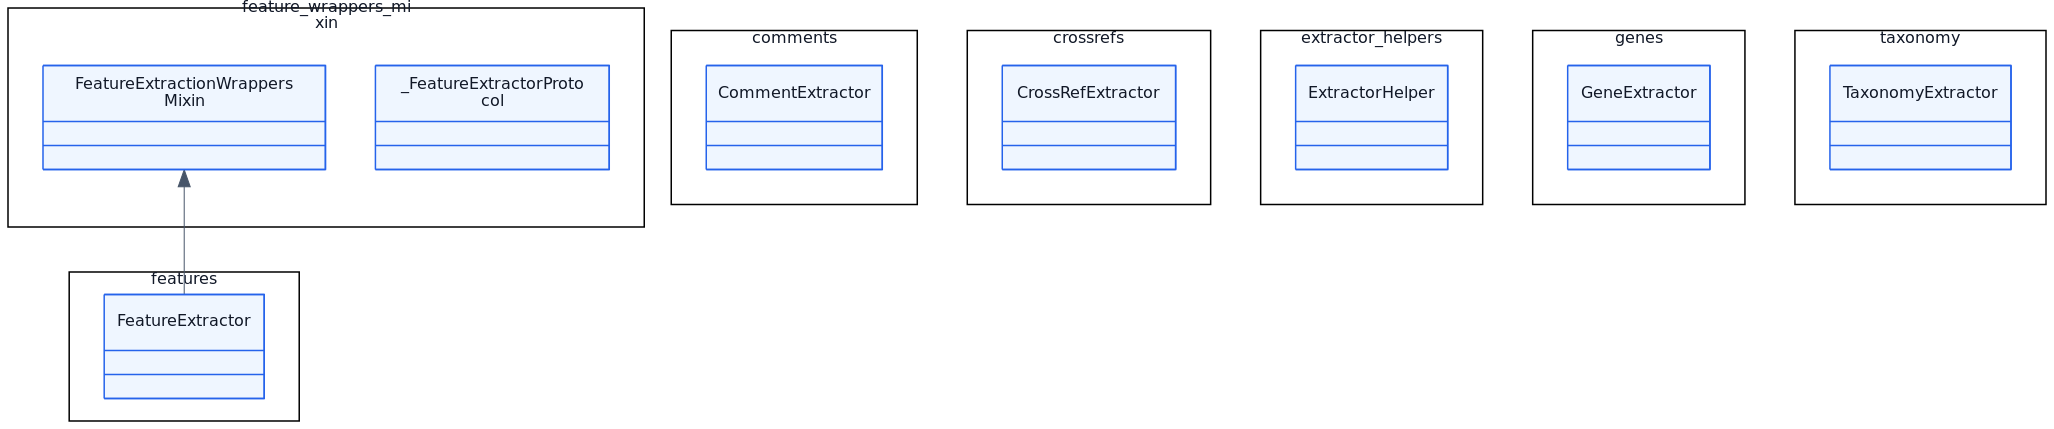 feature_wrappers_mi
xin
FeatureExtractionWrappers
Mixin
_FeatureExtractorProto
col
comments
CommentExtractor
crossrefs
CrossRefExtractor
extractor_helpers
ExtractorHelper
genes
GeneExtractor
taxonomy
TaxonomyExtractor
features
FeatureExtractor